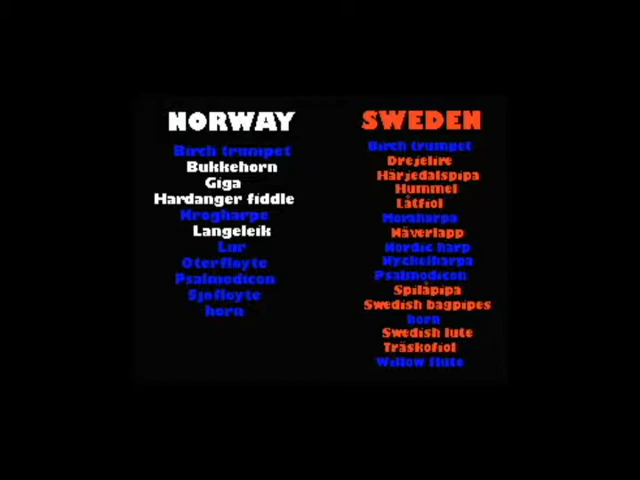 NORWAY
Birch trumpet
Bukkehorn
Giga
Hardanger fiddle
Krogharpe
Langeleik
Lur
Oterfloyte
Psalmodicon
Sjofloyte
horn
SWEDEN
Birch trumpet
Drejelire
Härjedalspipa
Hummel
Låtfiol
Moraharpa
Näverlapp
Nordic harp
Nyckelharpa
Psalmodicon
Spilåpipa
Swedish bagpipes
horn
Swedish lute
Träskofiol
Willow flute